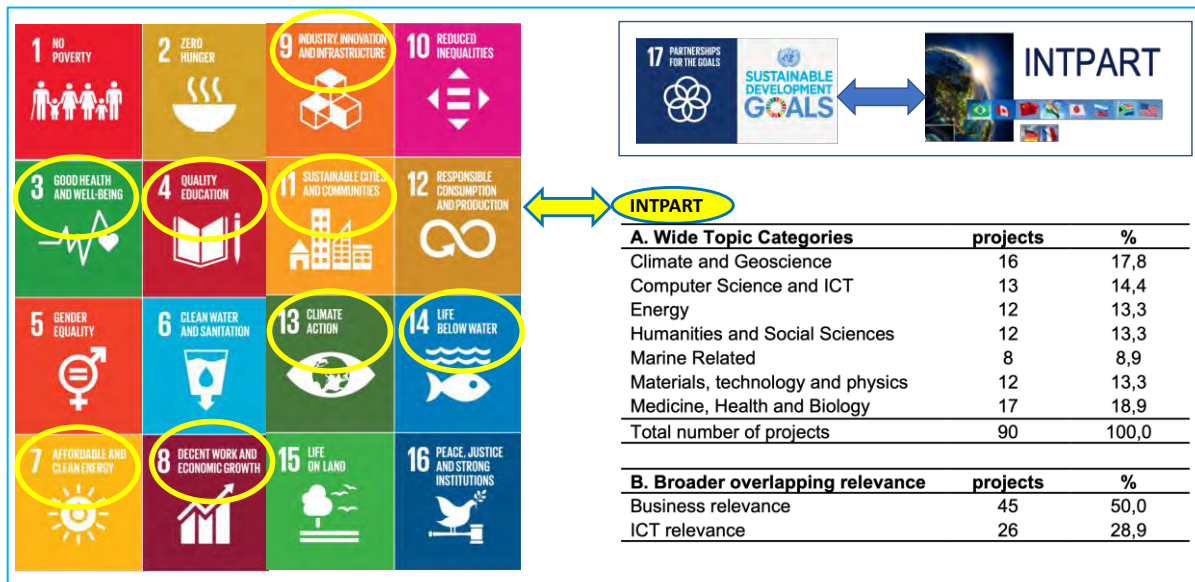 1 NO
POVERTY
2 ZERO
HUNGER
9 INDUSTRY, INNOVATION
AND INFRASTRUCTURE
10 REDUCED
INEQUALITIES
3 GOOD HEALTH
AND WELL-BEING
4 QUALITY
EDUCATION
11 SUSTAINABLE CITIES
AND COMMUNITIES
12 RESPONSIBLE
CONSUMPTION
AND PRODUCTION
5 GENDER
EQUALITY
6 CLEAN WATER
AND SANITATION
13 CLIMATE
ACTION
14 LIFE
BELOW WATER
7 AFFORDABLE AND
CLEAN ENERGY
8 DECENT WORK AND
ECONOMIC GROWTH
15 LIFE
ON LAND
16 PEACE, JUSTICE
AND STRONG
INSTITUTIONS
17 PARTNERSHIPS
FOR THE GOALS
SUSTAINABLE
DEVELOPMENT
GOALS
INTPART
INTPART
A. Wide Topic Categories projects %
Climate and Geoscience 16 17,8
Computer Science and ICT 13 14,4
Energy 12 13,3
Humanities and Social Sciences 12 13,3
Marine Related 8 8,9
Materials, technology and physics 12 13,3
Medicine, Health and Biology 17 18,9
Total number of projects 90 100,0
B. Broader overlapping relevance projects %
Business relevance 45 50,0
ICT relevance 26 28,9